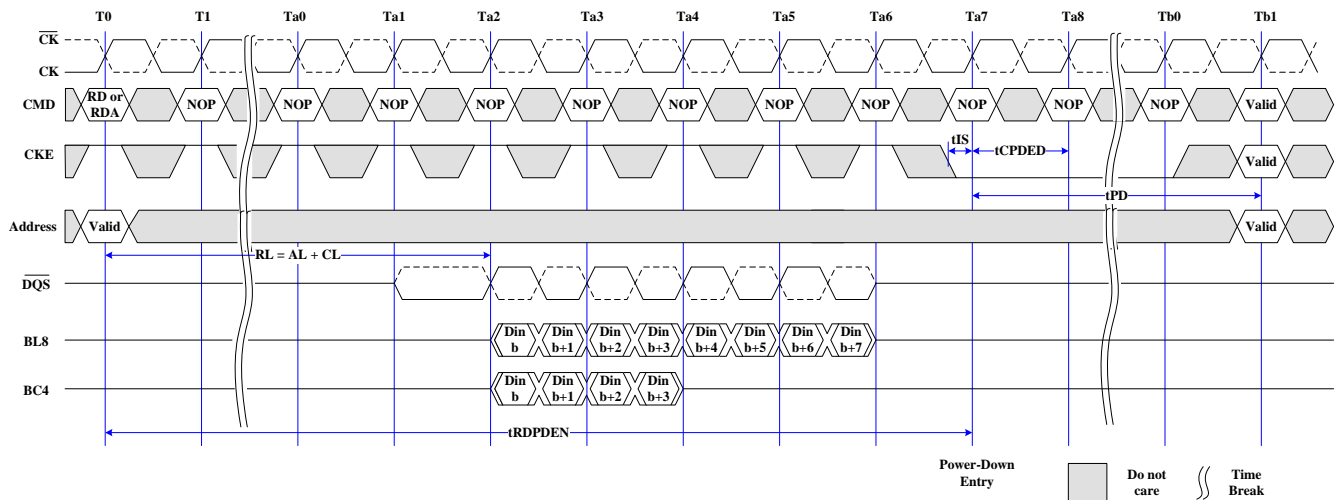 T0 T1 Ta0 Ta1 Ta2 Ta3 Ta4 Ta5 Ta6 Ta7 Ta8 Tb0 Tb1
CK
CK
CMD RD or RDA NOP NOP NOP NOP NOP NOP NOP NOP NOP NOP NOP Valid
tIS tCPDED
CKE Valid
tPD
Address Valid Valid
RL = AL + CL
DQS
BL8 Din b Din b+1 Din b+2 Din b+3 Din b+4 Din b+5 Din b+6 Din b+7
BC4 Din b Din b+1 Din b+2 Din b+3
tRDPDEN
Power-Down Entry
Do not care
Time Break